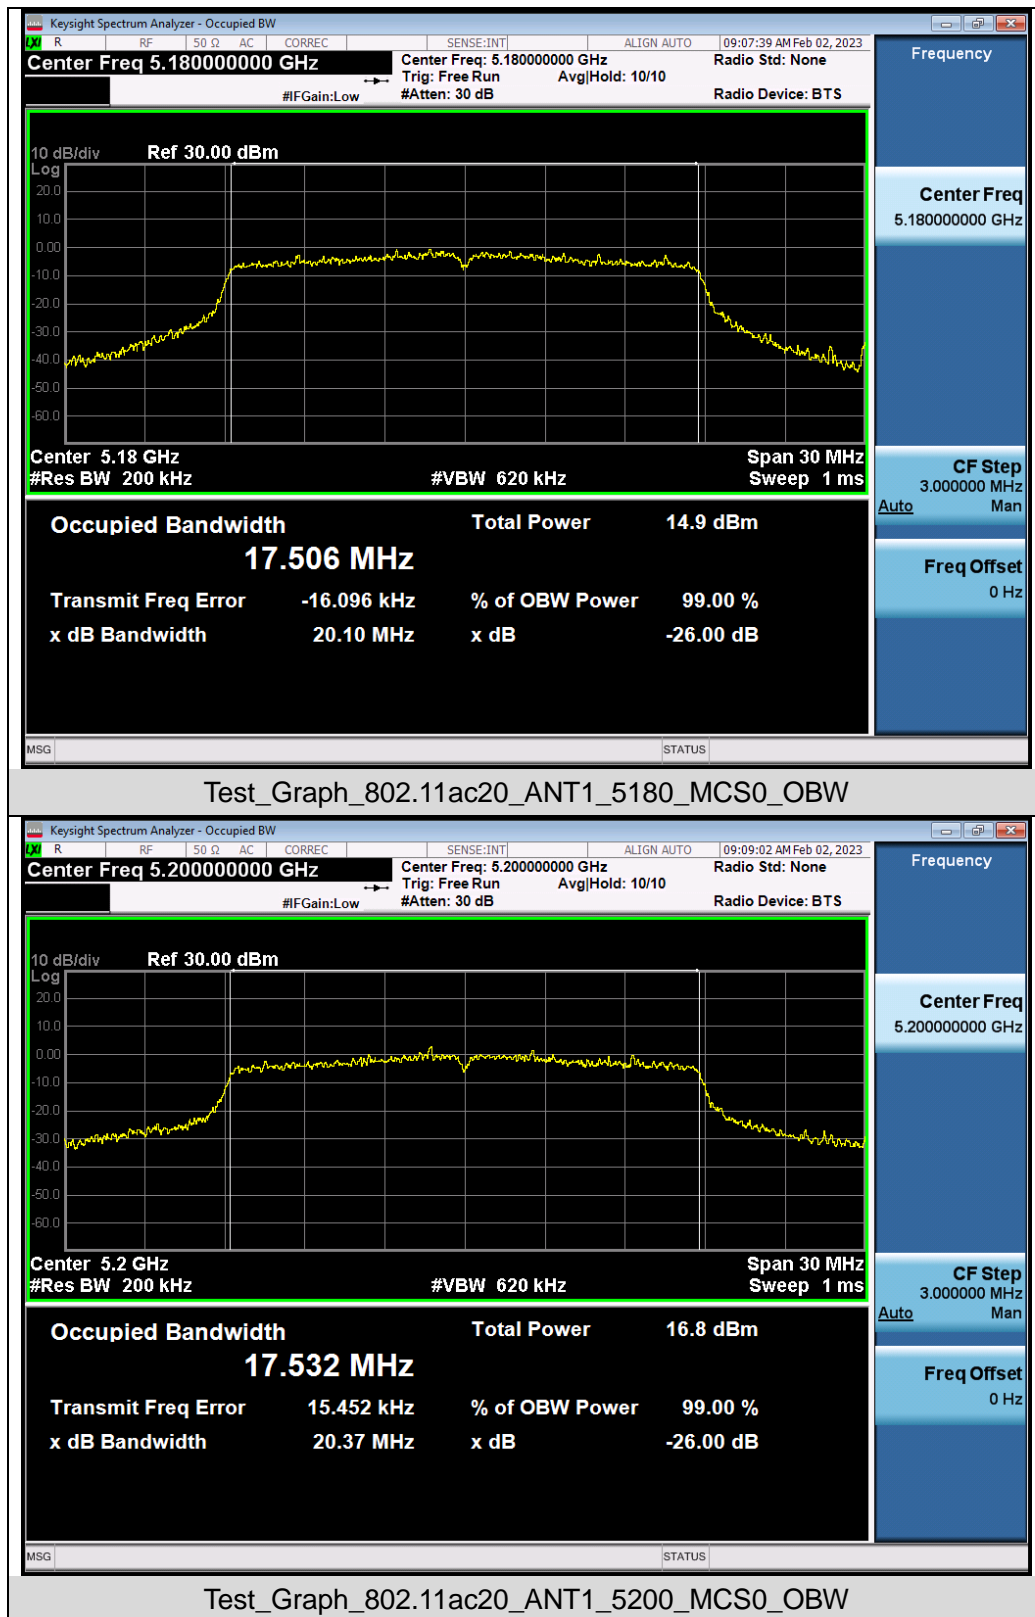 Keysight Spectrum Analyzer - Occupied BW
LXI R RF 50 Ω AC CORREC SENSE:INT ALIGN AUTO 09:07:39 AM Feb 02, 2023
Center Freq 5.180000000 GHz
Center Freq: 5.180000000 GHz
Radio Std: None
Trig: Free Run Avg|Hold: 10/10
#IFGain:Low
#Atten: 30 dB
Radio Device: BTS
Frequency
10 dB/div Ref 30.00 dBm
Log
20.0
10.0
0.00
-10.0
-20.0
-30.0
-40.0
-50.0
-60.0
Center 5.18 GHz Span 30 MHz
#Res BW 200 kHz #VBW 620 kHz Sweep 1 ms
Center Freq
5.180000000 GHz
CF Step
3.000000 MHz
Auto Man
Freq Offset
0 Hz
Occupied Bandwidth Total Power 14.9 dBm
17.506 MHz
Transmit Freq Error -16.096 kHz % of OBW Power 99.00 %
x dB Bandwidth 20.10 MHz x dB -26.00 dB
MSG STATUS
Test_Graph_802.11ac20_ANT1_5180_MCS0_OBW
Keysight Spectrum Analyzer - Occupied BW
LXI R RF 50 Ω AC CORREC SENSE:INT ALIGN AUTO 09:09:02 AM Feb 02, 2023
Center Freq 5.200000000 GHz
Center Freq: 5.200000000 GHz
Radio Std: None
Trig: Free Run Avg|Hold: 10/10
#IFGain:Low
#Atten: 30 dB
Radio Device: BTS
Frequency
10 dB/div Ref 30.00 dBm
Log
20.0
10.0
0.00
-10.0
-20.0
-30.0
-40.0
-50.0
-60.0
Center 5.2 GHz Span 30 MHz
#Res BW 200 kHz #VBW 620 kHz Sweep 1 ms
Center Freq
5.200000000 GHz
CF Step
3.000000 MHz
Auto Man
Freq Offset
0 Hz
Occupied Bandwidth Total Power 16.8 dBm
17.532 MHz
Transmit Freq Error 15.452 kHz % of OBW Power 99.00 %
x dB Bandwidth 20.37 MHz x dB -26.00 dB
MSG STATUS
Test_Graph_802.11ac20_ANT1_5200_MCS0_OBW